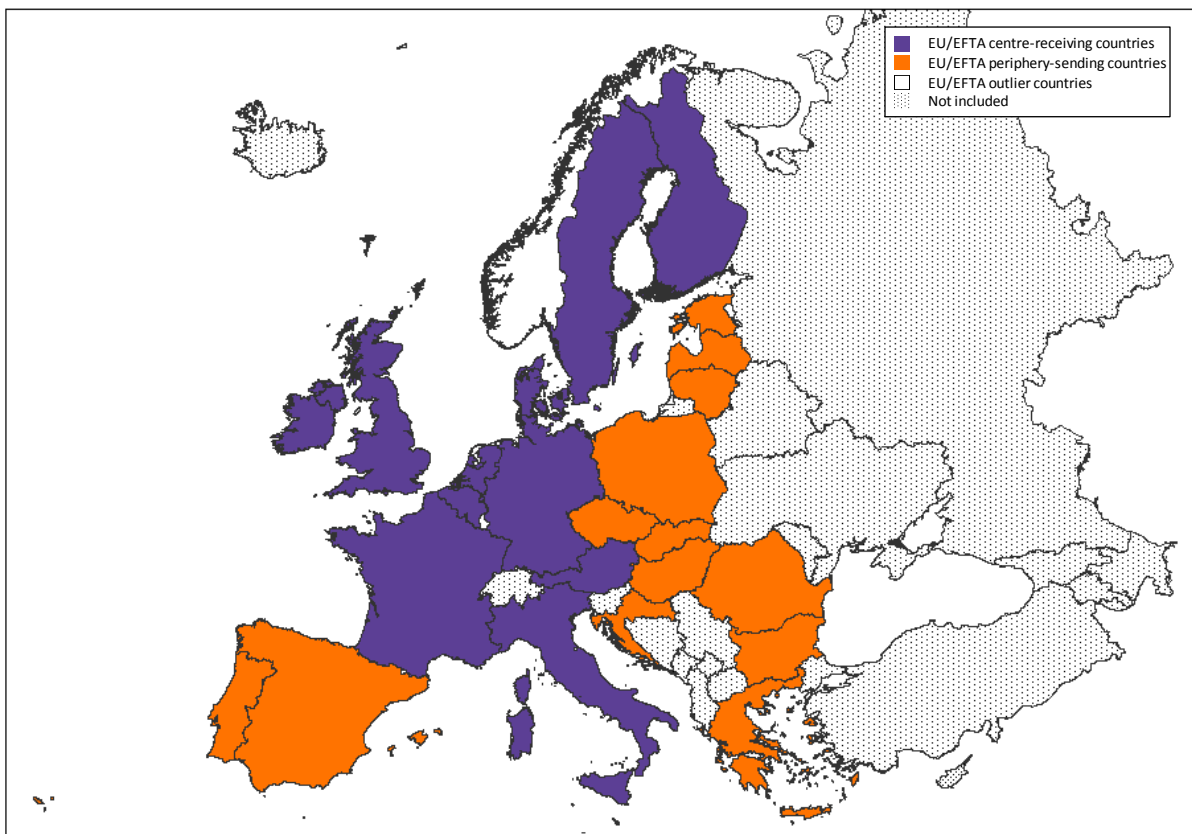 EU/EFTA centre-receiving countries
EU/EFTA periphery-sending countries
EU/EFTA outlier countries
Not included